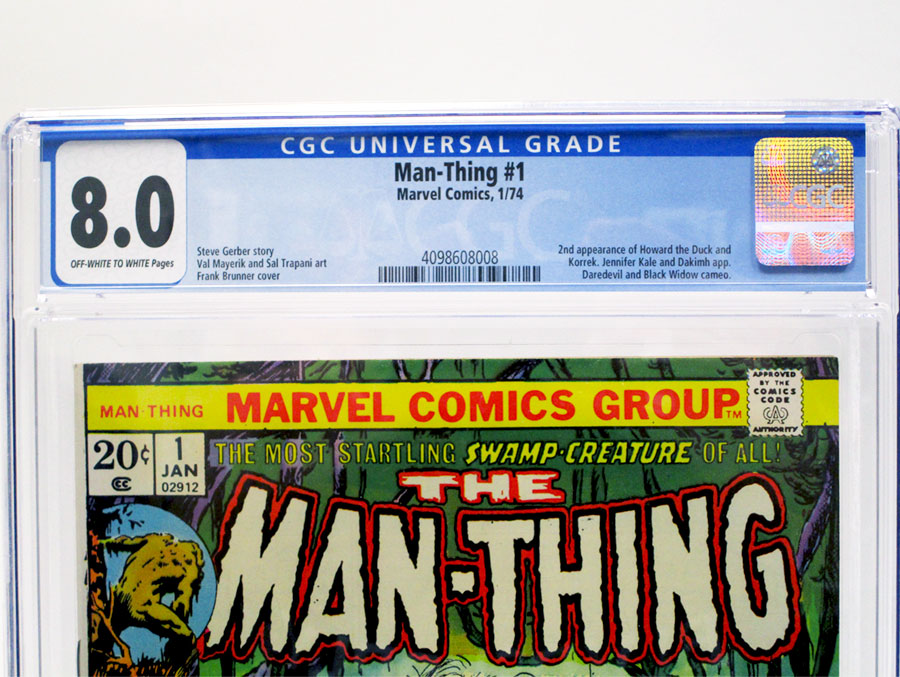 CGC UNIVERSAL GRADE
8.0
OFF-WHITE TO WHITE Pages
Man-Thing #1
Marvel Comics, 1/74
Steve Gerber story
Val Mayerik and Sal Trapani art
Frank Brunner cover
4098608008
2nd appearance of Howard the Duck and
Korrek. Jennifer Kale and Dakimh app.
Daredevil and Black Widow cameo.
CGC
MAN-THING
MARVEL COMICS GROUP TM
APPROVED
BY THE
COMICS
CODE
AUTHORITY
20¢
CC
1
JAN
02912
THE MOST STARTLING SWAMP-CREATURE OF ALL!
THE
MAN-THING